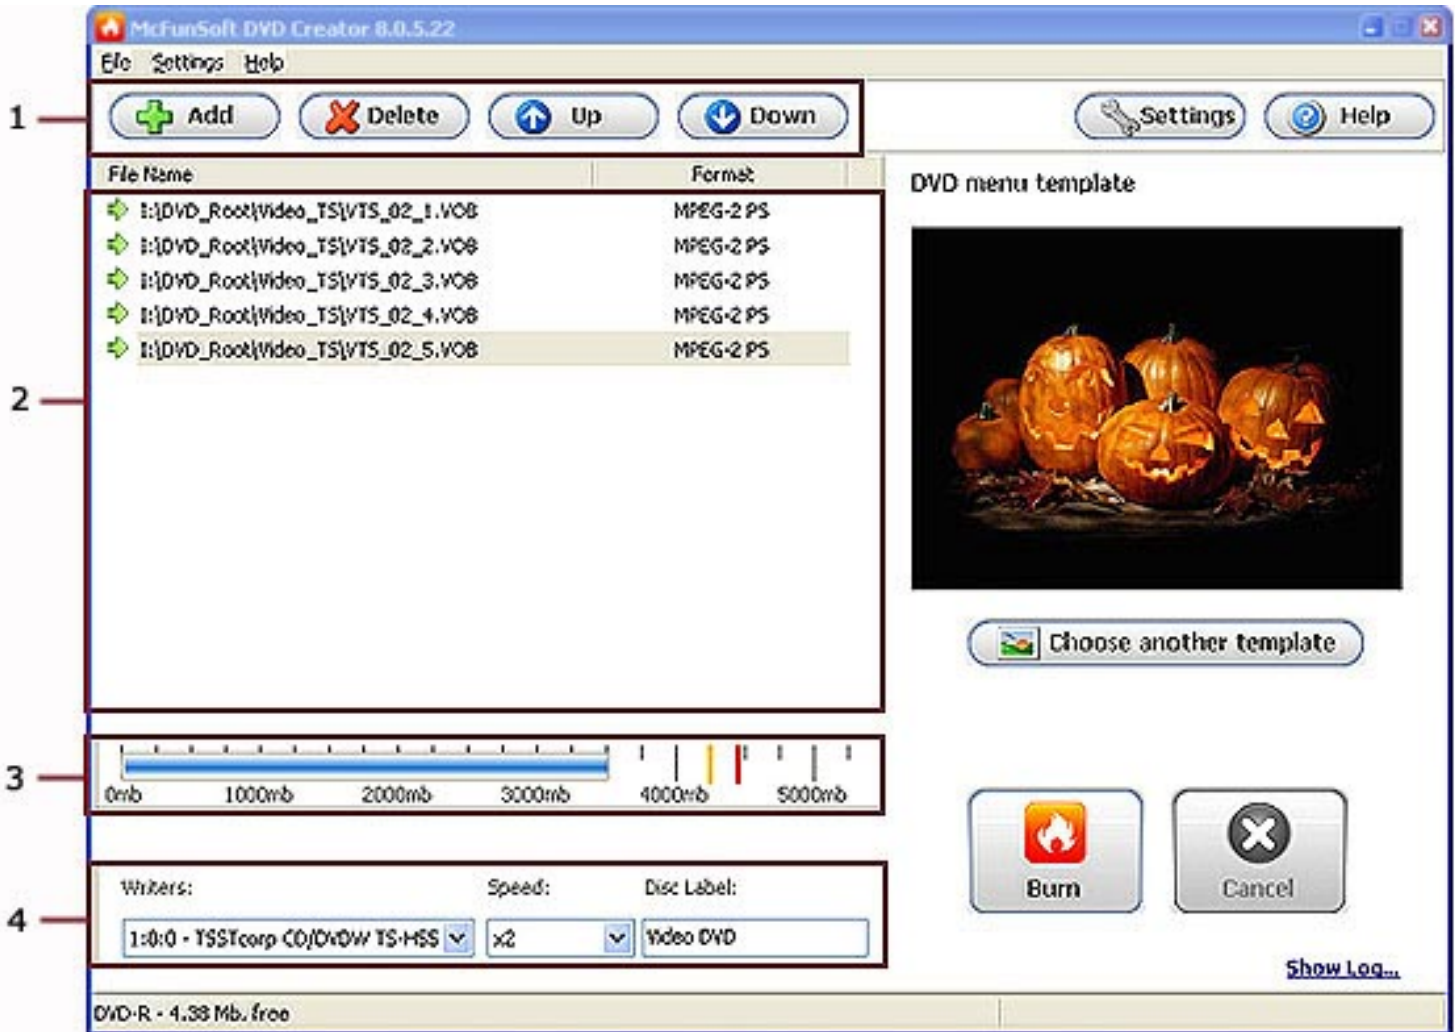 McFunSoft DVD Creator 8.0.5.22
File Settings Help
1
Add Delete Up Down Settings Help
File Name Format
DVD menu template
I:\DVD_Root\Video_TS\VTS_02_1.VOB MPEG-2 PS
I:\DVD_Root\Video_TS\VTS_02_2.VOB MPEG-2 PS
I:\DVD_Root\Video_TS\VTS_02_3.VOB MPEG-2 PS
I:\DVD_Root\Video_TS\VTS_02_4.VOB MPEG-2 PS
I:\DVD_Root\Video_TS\VTS_02_5.VOB MPEG-2 PS
2
Choose another template
3
0mb 1000mb 2000mb 3000mb 4000mb 5000mb
Burn Cancel
Writers: Speed: Disc Label:
4
1:0:0 - TSSTcorp CD/DVDW TS-H55 x2 Video DVD
Show Log...
DVD-R - 4.38 Mb. free